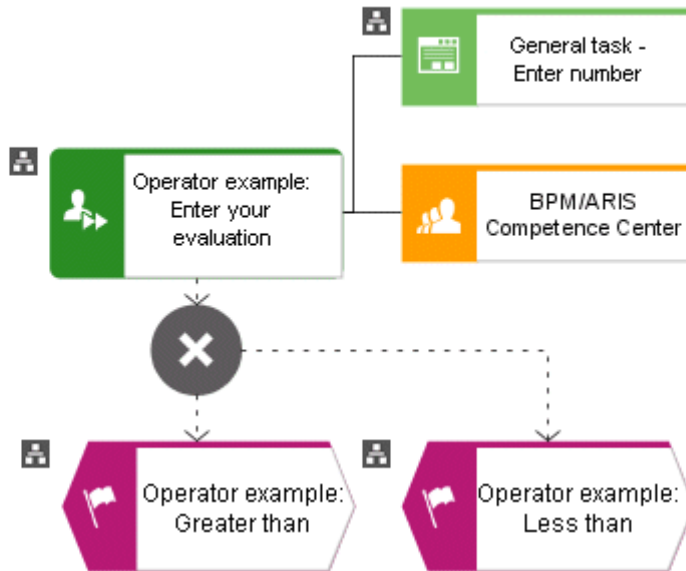 General task -
Enter number
Operator example:
Enter your
evaluation
BPM/ARIS
Competence Center
Operator example:
Greater than
Operator example:
Less than